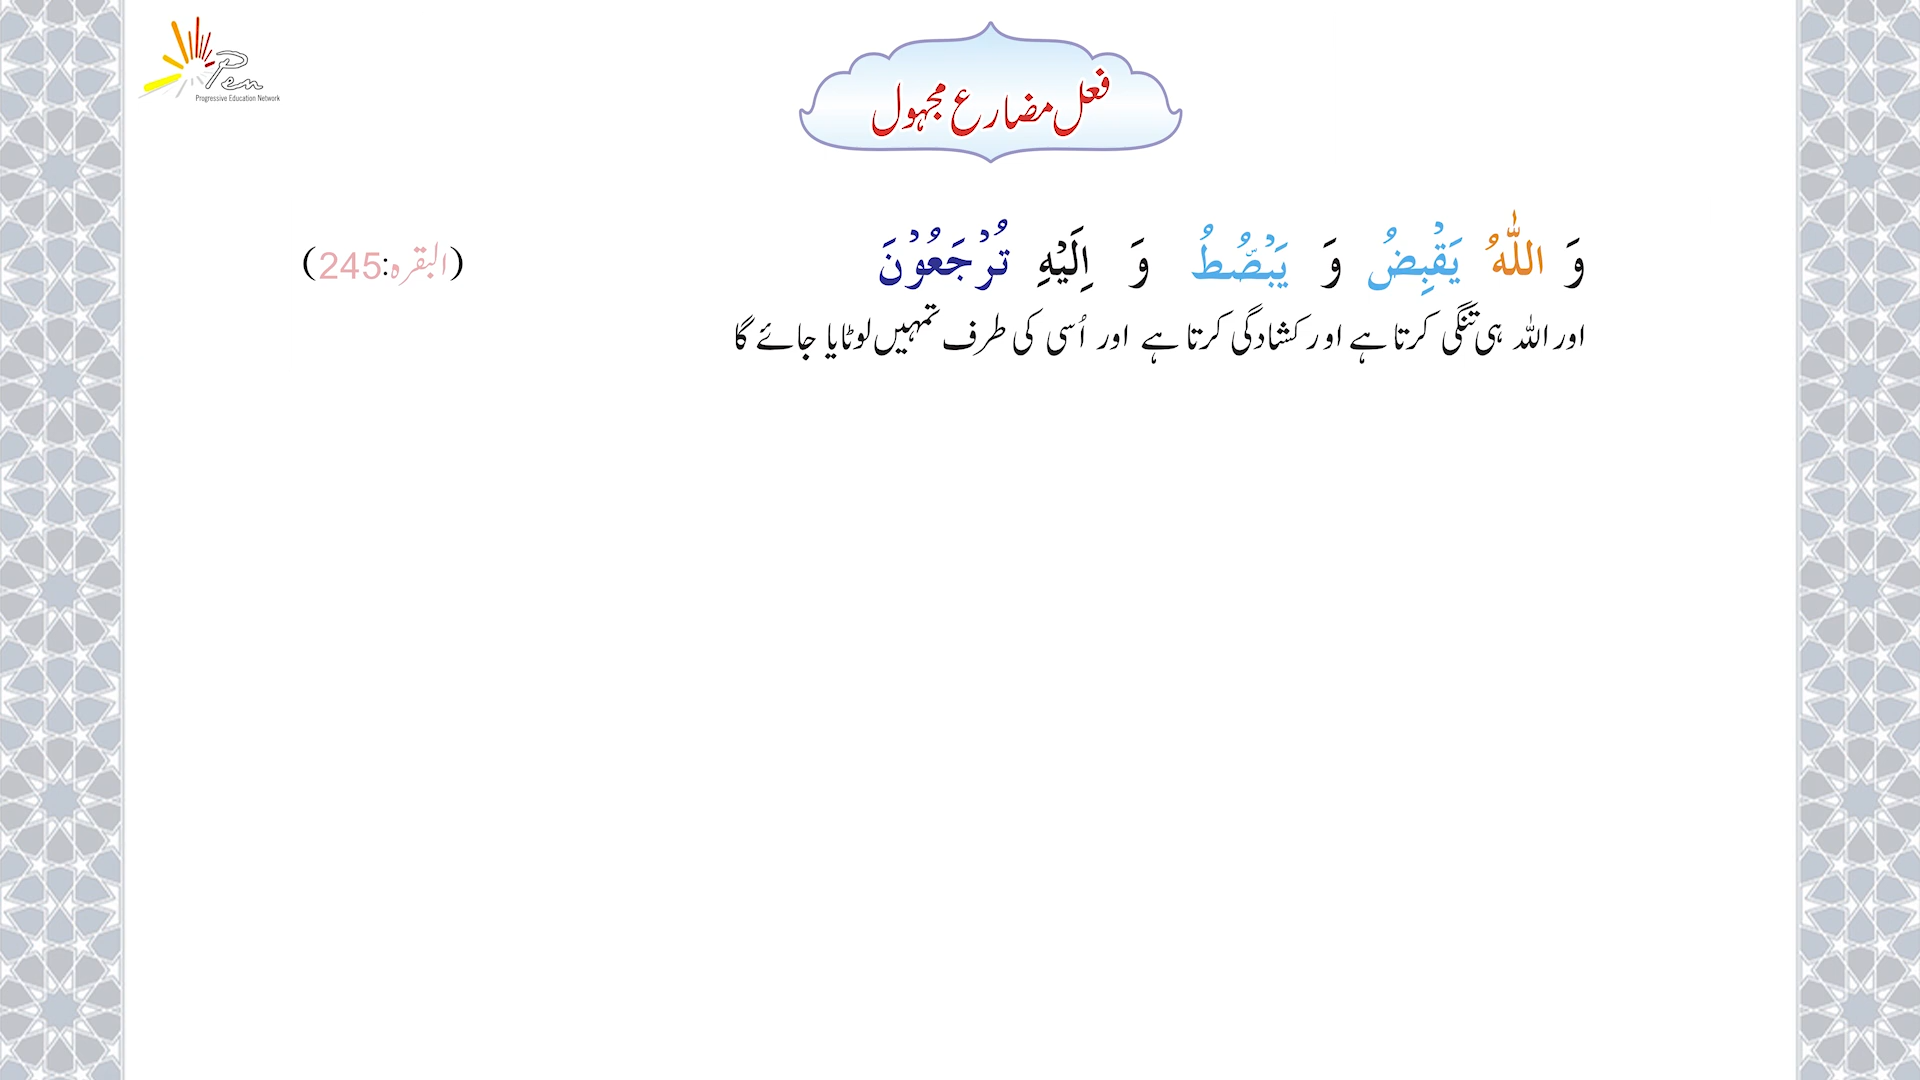 Pen
Progressive Education Network
فعل مضارع مجہول
وَ اللّٰهُ یَقْبِضُ وَ یَبْصُّطُ وَ اِلَیْهِ تُرْجَعُوْنَ (البقرہ:245)
اور اللہ ہی تنگی کرتا ہے اور کشادگی کرتا ہے اور اُسی کی طرف تمہیں لوٹایا جائے گا